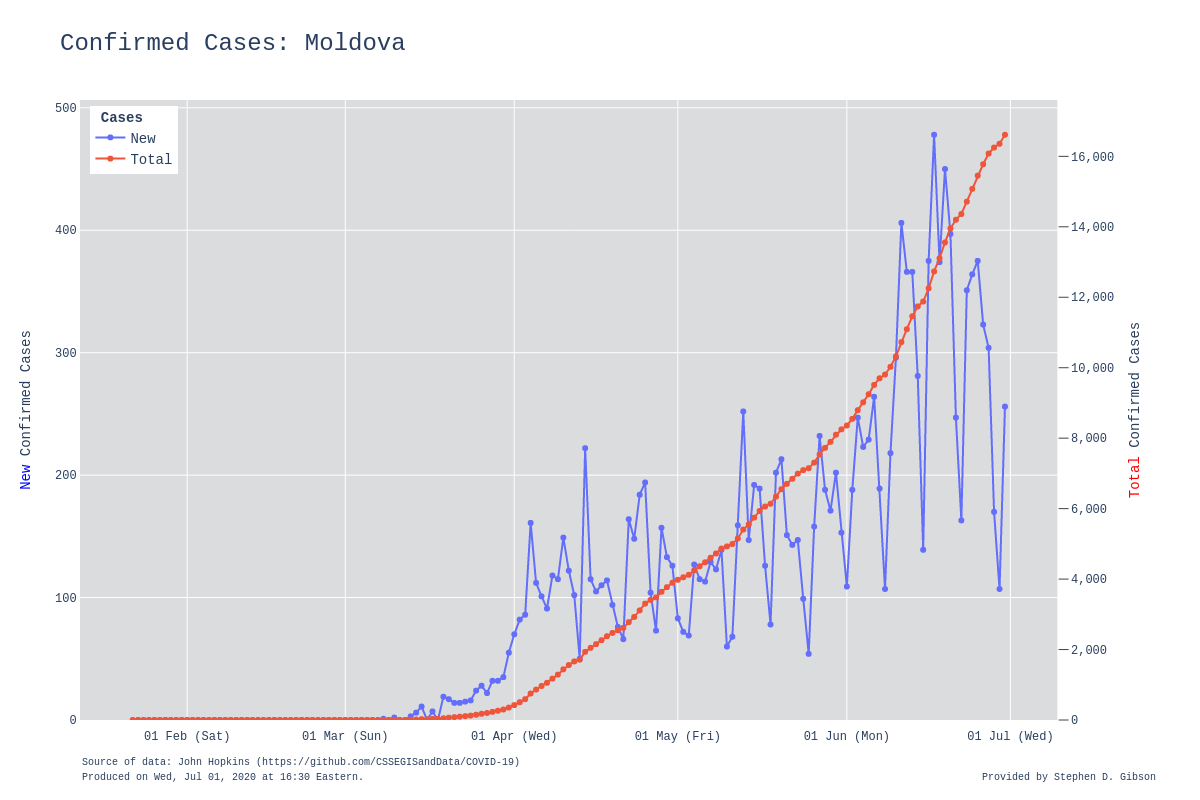 Confirmed Cases: Moldova
Cases
New
Total
500
400
300
200
100
0
16,000
14,000
12,000
10,000
8,000
6,000
4,000
2,000
0
New Confirmed Cases
Total Confirmed Cases
01 Feb (Sat)
01 Mar (Sun)
01 Apr (Wed)
01 May (Fri)
01 Jun (Mon)
01 Jul (Wed)
Source of data: John Hopkins (https://github.com/CSSEGISandData/COVID-19)
Produced on Wed, Jul 01, 2020 at 16:30 Eastern.
Provided by Stephen D. Gibson